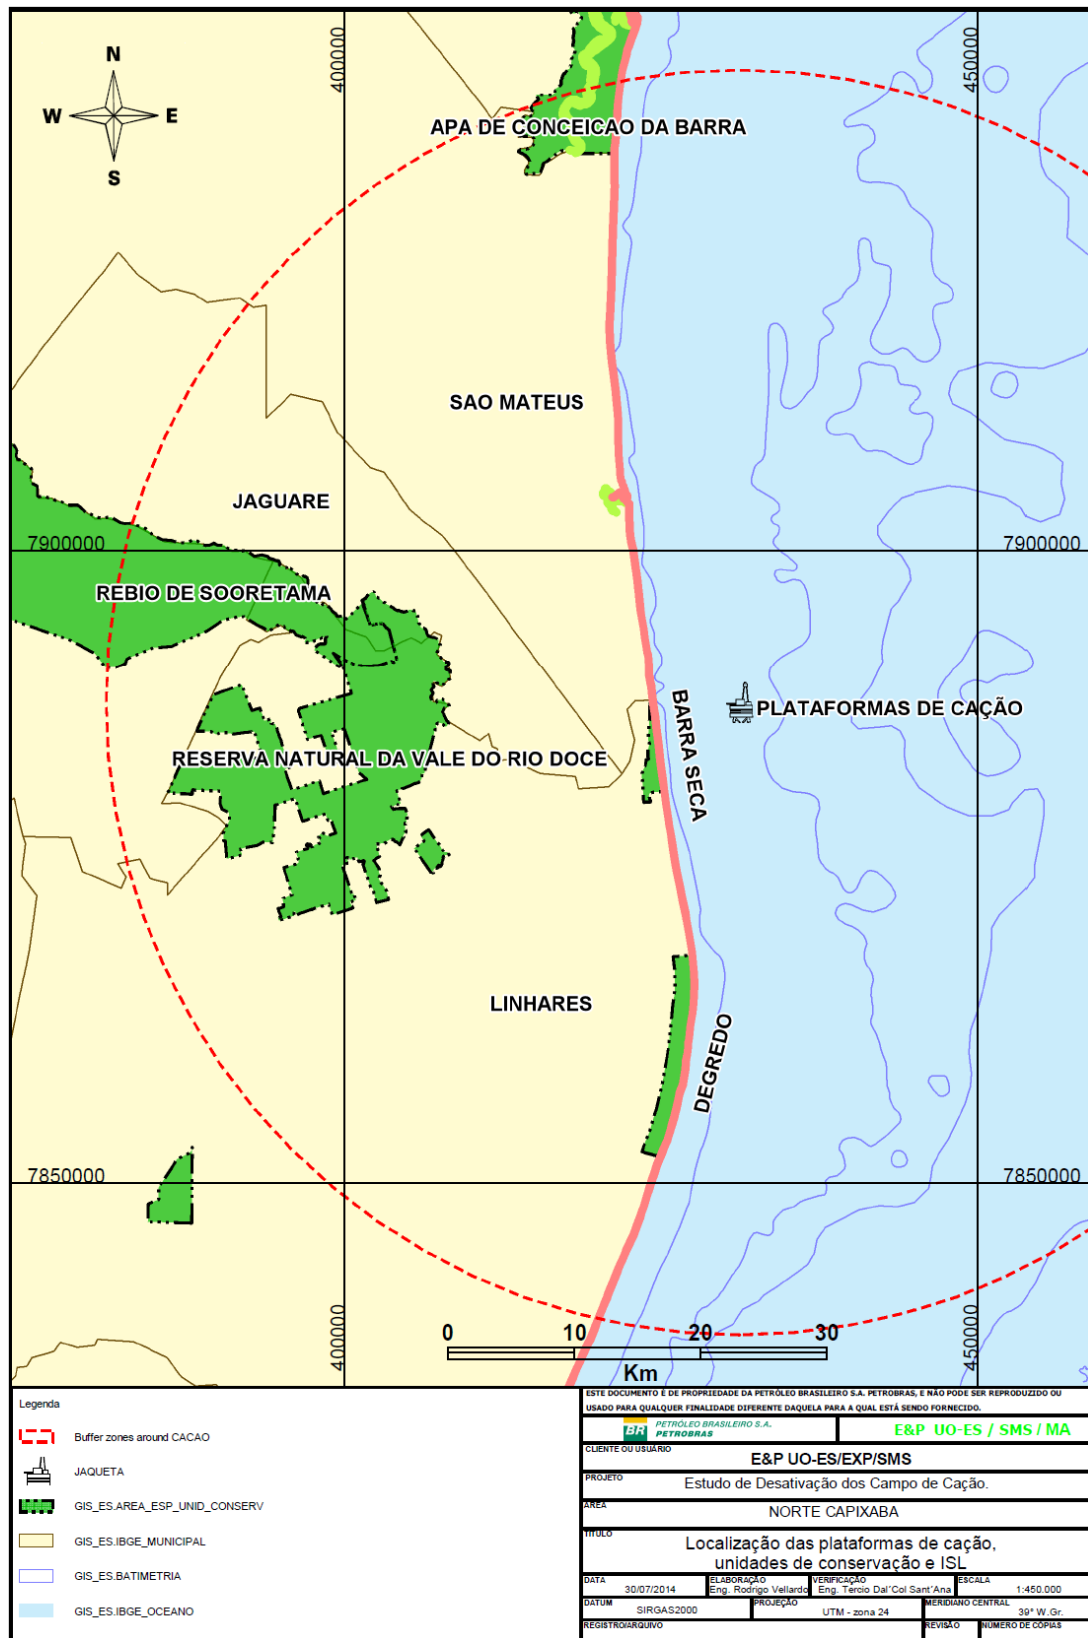 N
W
E
S
400000
450000
APA DE CONCEICAO DA BARRA
SAO MATEUS
JAGUARE
7900000
7900000
REBIO DE SOORETAMA
BARRA SECA
PLATAFORMAS DE CAÇÃO
RESERVA NATURAL DA VALE DO RIO DOCE
LINHARES
DEGREDO
7850000
7850000
400000
450000
0 10 20 30
Km
Legenda
Buffer zones around CACAO
JAQUETA
GIS_ES.AREA_ESP_UNID_CONSERV
GIS_ES.IBGE_MUNICIPAL
GIS_ES.BATIMETRIA
GIS_ES.IBGE_OCEANO
ESTE DOCUMENTO É DE PROPRIEDADE DA PETRÓLEO BRASILEIRO S.A. PETROBRAS, E NÃO PODE SER REPRODUZIDO OU
USADO PARA QUALQUER FINALIDADE DIFERENTE DAQUELA PARA A QUAL ESTÁ SENDO FORNECIDO.
BR
PETRÓLEO BRASILEIRO S.A.
PETROBRAS
E&P UO-ES / SMS / MA
CLIENTE OU USUÁRIO
E&P UO-ES/EXP/SMS
PROJETO
Estudo de Desativação dos Campo de Cação.
ÁREA
NORTE CAPIXABA
TÍTULO
Localização das plataformas de cação,
unidades de conservação e ISL
DATA
30/07/2014
ELABORAÇÃO
Eng. Rodrigo Vellardo
VERIFICAÇÃO
Eng. Tercio Dal'Col Sant'Ana
ESCALA
1:450.000
DATUM
SIRGAS2000
PROJEÇÃO
UTM - zona 24
MERIDIANO CENTRAL
39° W.Gr.
REGISTRO/ARQUIVO
REVISÃO
NÚMERO DE CÓPIAS